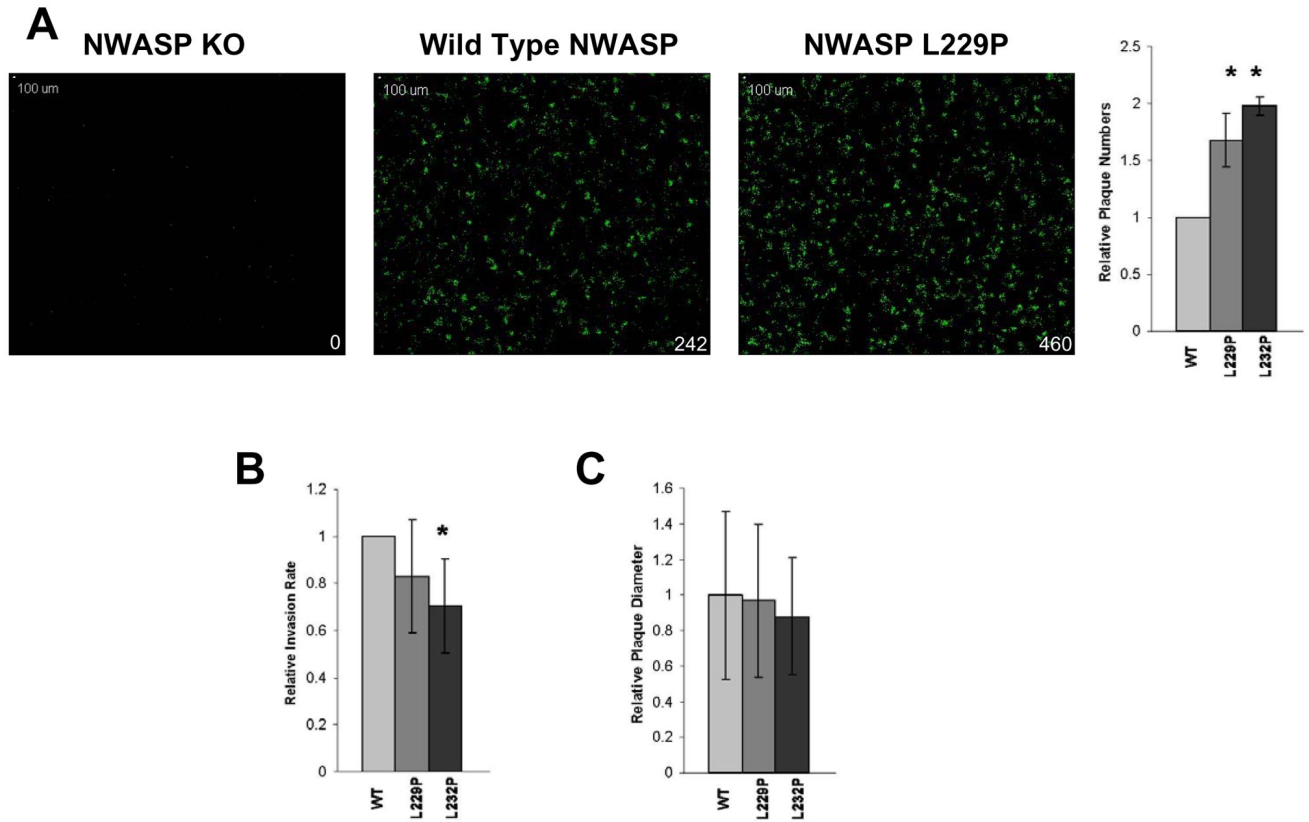 A
NWASP KO
Wild Type NWASP
NWASP L229P
100 um
0
100 um
242
100 um
460
Relative Plaque Numbers
2.5
2
1.5
1
0.5
0
* *
WT
L229P
L232P
B
Relative Invasion Rate
1.2
1
0.8
0.6
0.4
0.2
0
*
WT
L229P
L232P
C
Relative Plaque Diameter
1.6
1.4
1.2
1
0.8
0.6
0.4
0.2
0
WT
L229P
L232P